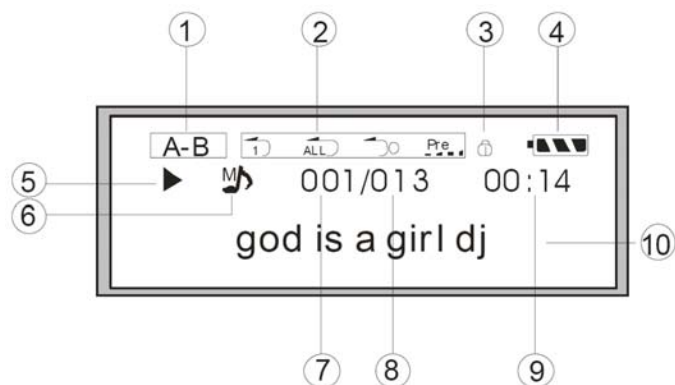 1 2 3 4
A-B 1 ALL Pre
5 M 001/013 00:14
6
god is a girl dj 10
7 8 9